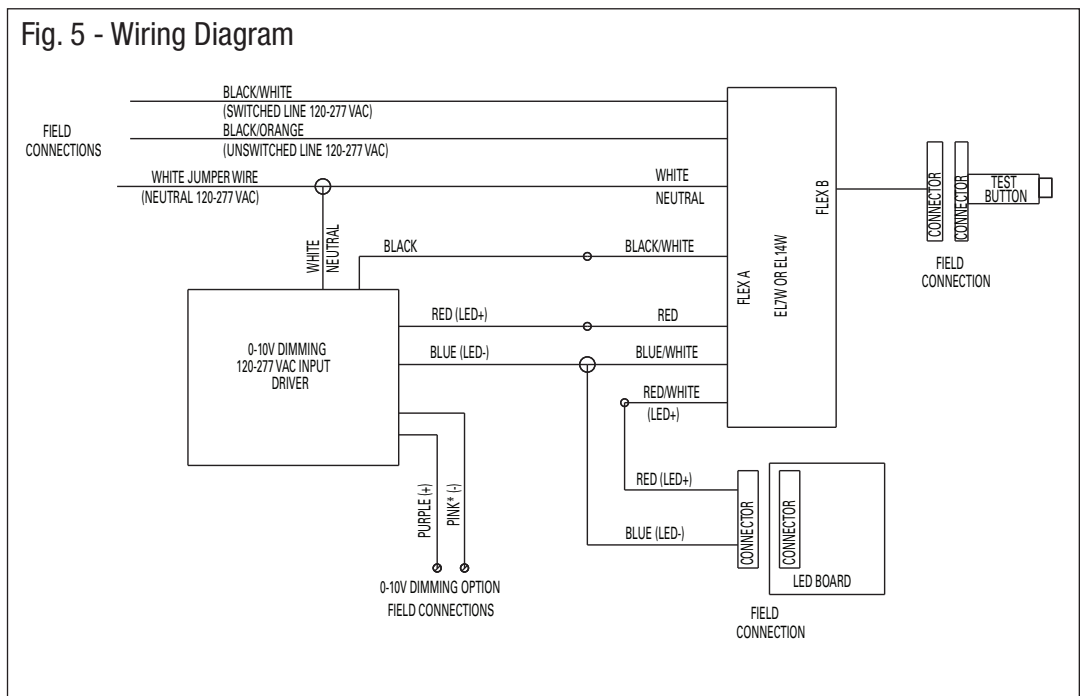 Fig. 5 - Wiring Diagram
BLACK/WHITE
(SWITCHED LINE 120-277 VAC)
FIELD
CONNECTIONS
BLACK/ORANGE
(UNSWITCHED LINE 120-277 VAC)
WHITE JUMPER WIRE
(NEUTRAL 120-277 VAC)
WHITE
NEUTRAL
WHITE
NEUTRAL
BLACK
BLACK/WHITE
FLEX A
EL7W OR EL14W
FLEX B
CONNECTOR
CONNECTOR
TEST
BUTTON
FIELD
CONNECTION
RED (LED+)
RED
0-10V DIMMING
120-277 VAC INPUT
DRIVER
BLUE (LED-)
BLUE/WHITE
RED/WHITE
(LED+)
PURPLE (+)
PINK* (-)
0-10V DIMMING OPTION
FIELD CONNECTIONS
RED (LED+)
BLUE (LED-)
CONNECTOR
CONNECTOR
LED BOARD
FIELD
CONNECTION